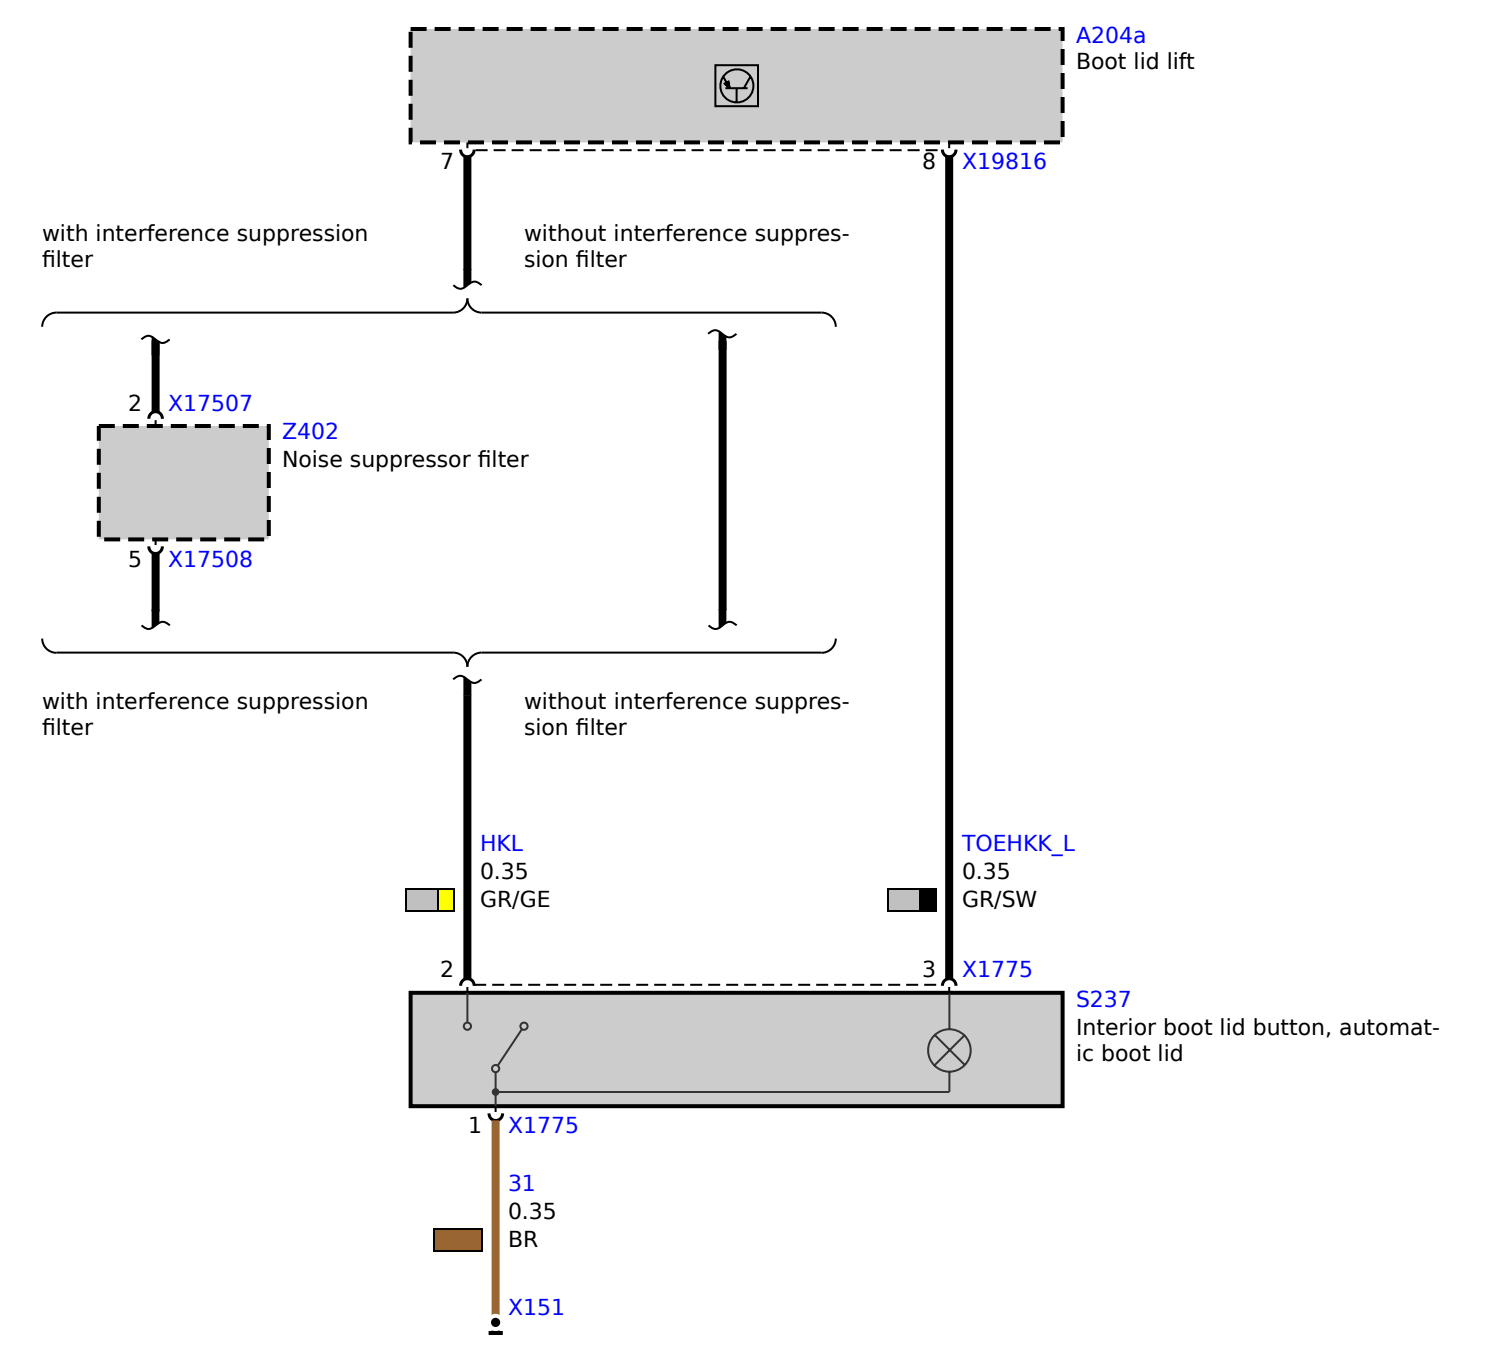 A204a
Boot lid lift
7
8 X19816
with interference suppression
filter
without interference suppres-
sion filter
2 X17507
Z402
Noise suppressor filter
5 X17508
with interference suppression
filter
without interference suppres-
sion filter
HKL
0.35
GR/GE
TOEHKK_L
0.35
GR/SW
2
3 X1775
S237
Interior boot lid button, automat-
ic boot lid
1 X1775
31
0.35
BR
X151